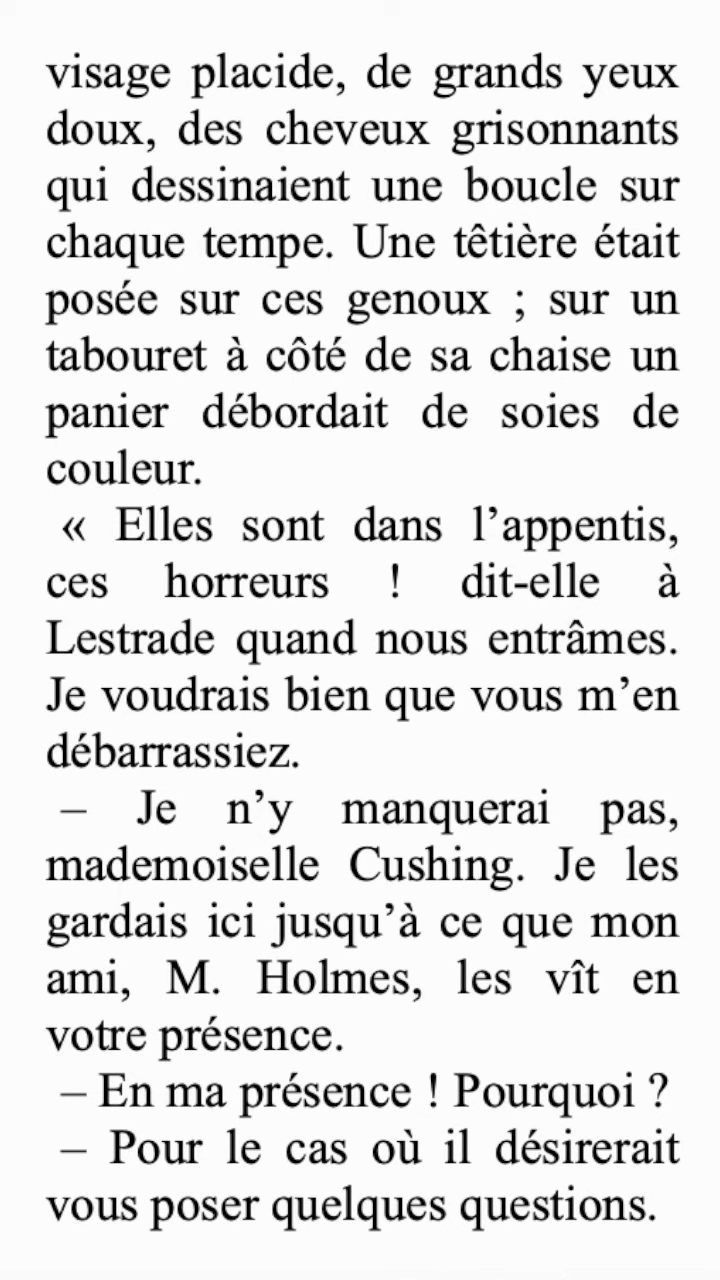 visage placide, de grands yeux
doux, des cheveux grisonnants
qui dessinaient une boucle sur
chaque tempe. Une têtière était
posée sur ces genoux ; sur un
tabouret à côté de sa chaise un
panier débordait de soies de
couleur.
« Elles sont dans l’appentis,
ces horreurs ! dit-elle à
Lestrade quand nous entrâmes.
Je voudrais bien que vous m’en
débarrassiez.
– Je n’y manquerai pas,
mademoiselle Cushing. Je les
gardais ici jusqu’à ce que mon
ami, M. Holmes, les vît en
votre présence.
– En ma présence ! Pourquoi ?
– Pour le cas où il désirerait
vous poser quelques questions.